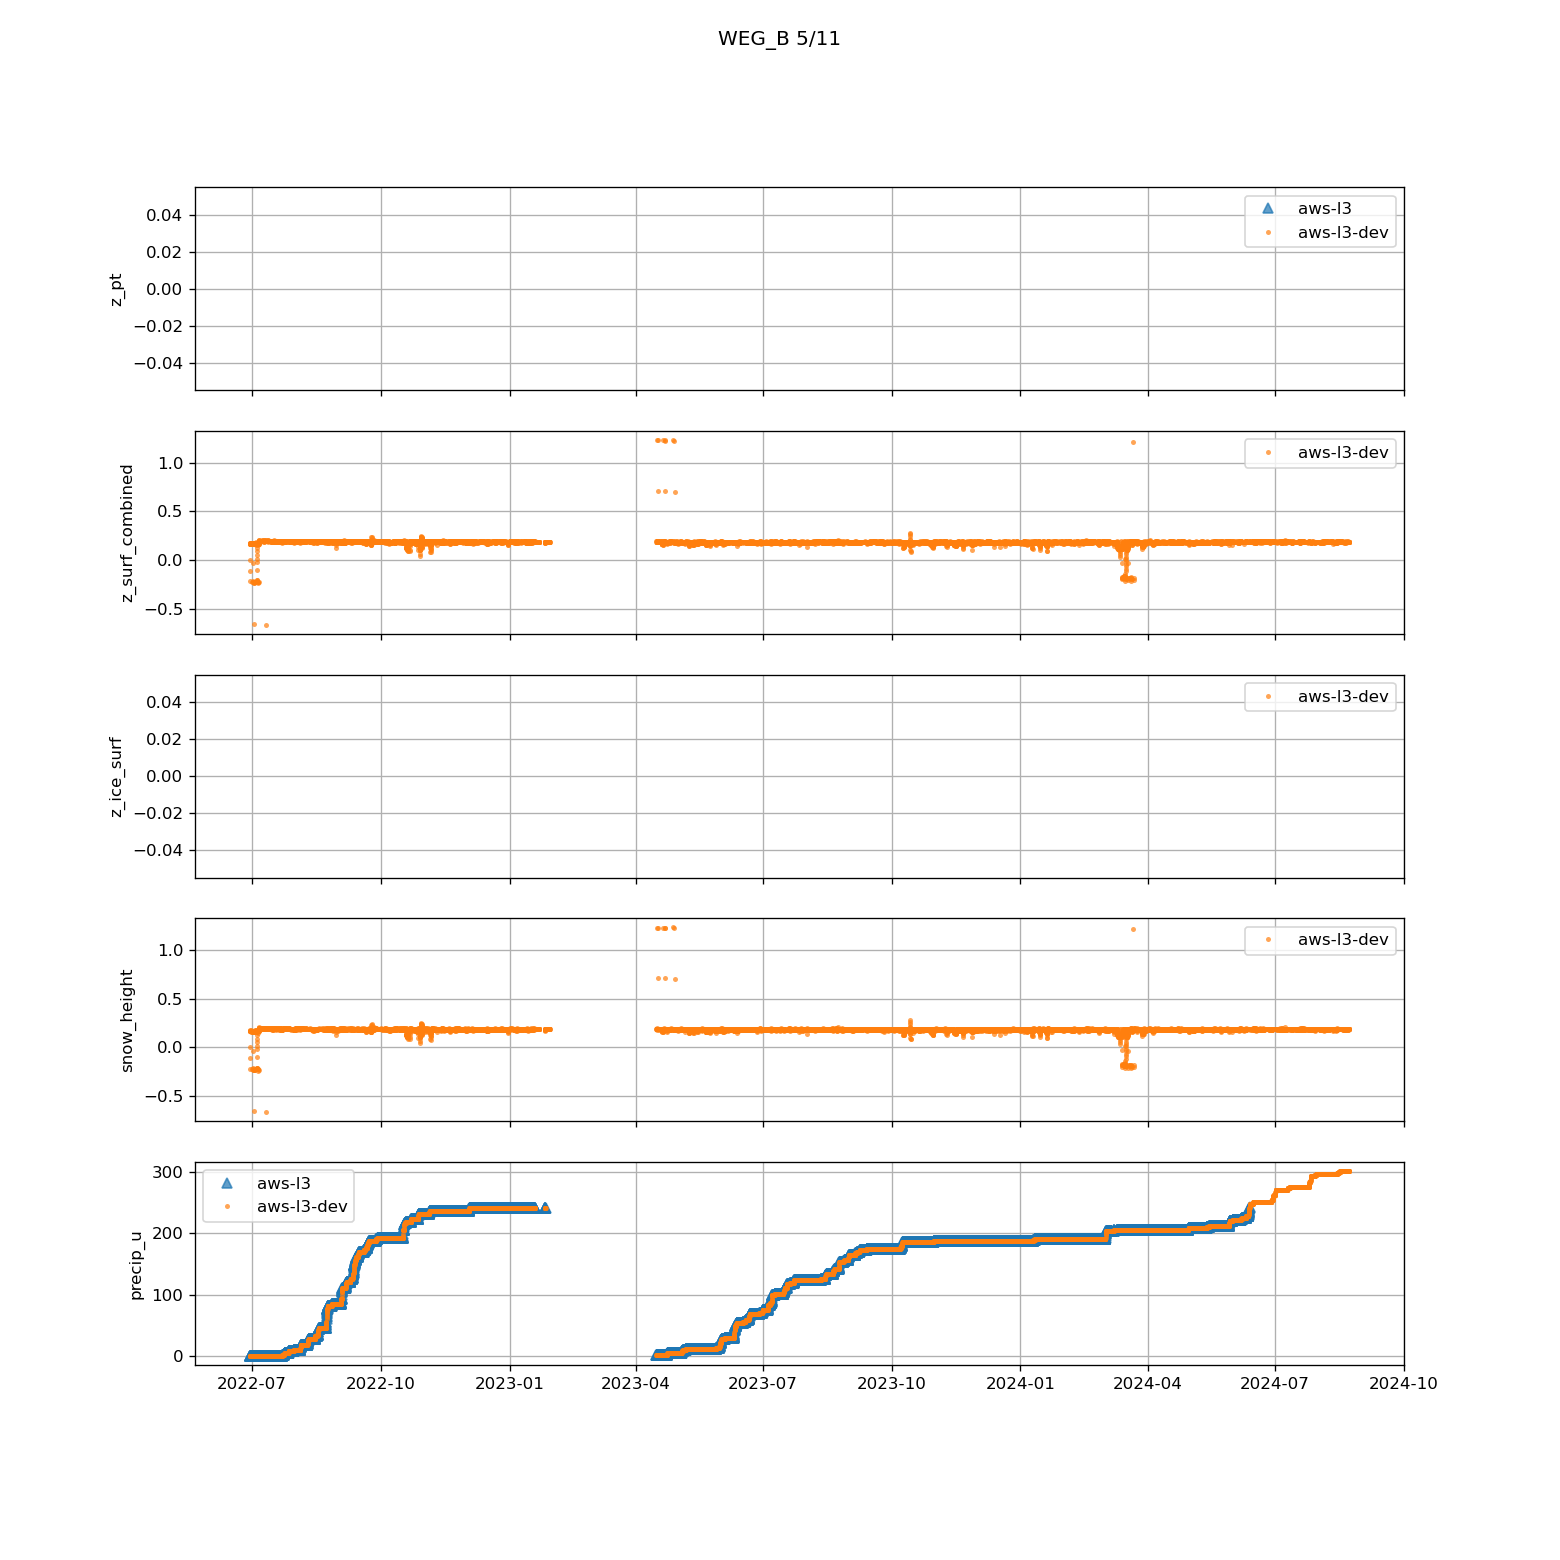 WEG_B 5/11
z_pt
0.04
0.02
0.00
−0.02
−0.04
aws-l3
aws-l3-dev
z_surf_combined
1.0
0.5
0.0
−0.5
aws-l3-dev
z_ice_surf
0.04
0.02
0.00
−0.02
−0.04
aws-l3-dev
snow_height
1.0
0.5
0.0
−0.5
aws-l3-dev
precip_u
300
200
100
0
aws-l3
aws-l3-dev
2022-07 2022-10 2023-01 2023-04 2023-07 2023-10 2024-01 2024-04 2024-07 2024-10